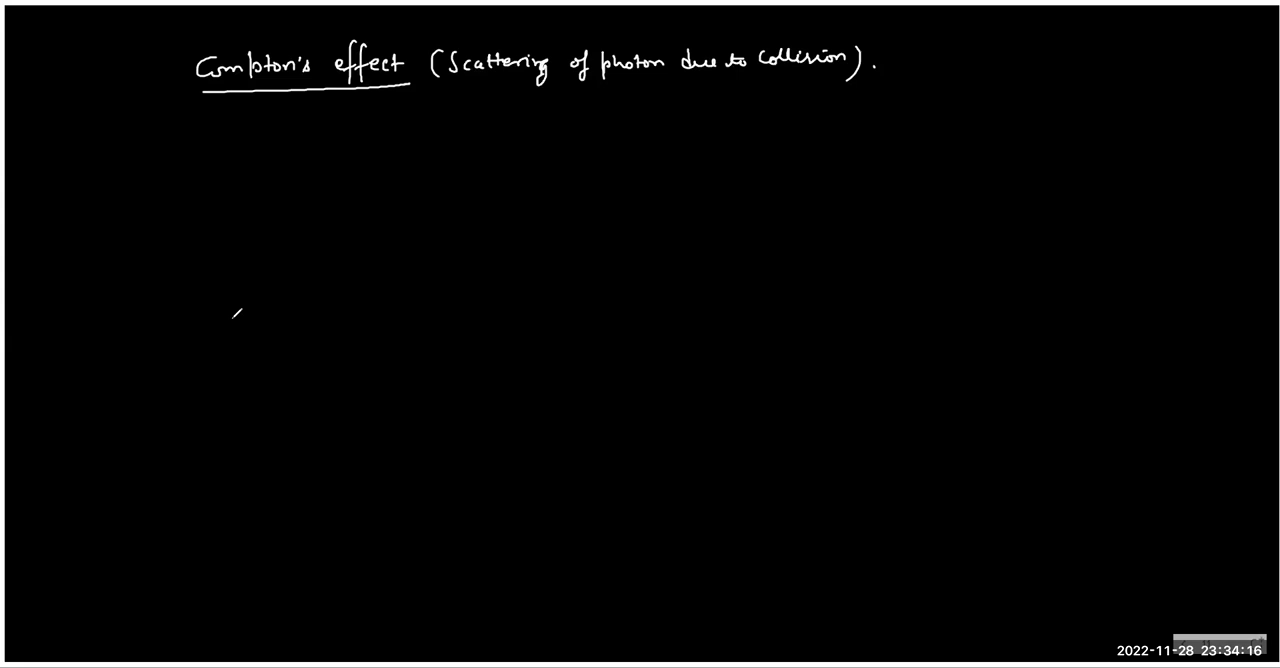 Compton's effect (Scattering of photon due to collision).
2022-11-28 23:34:16